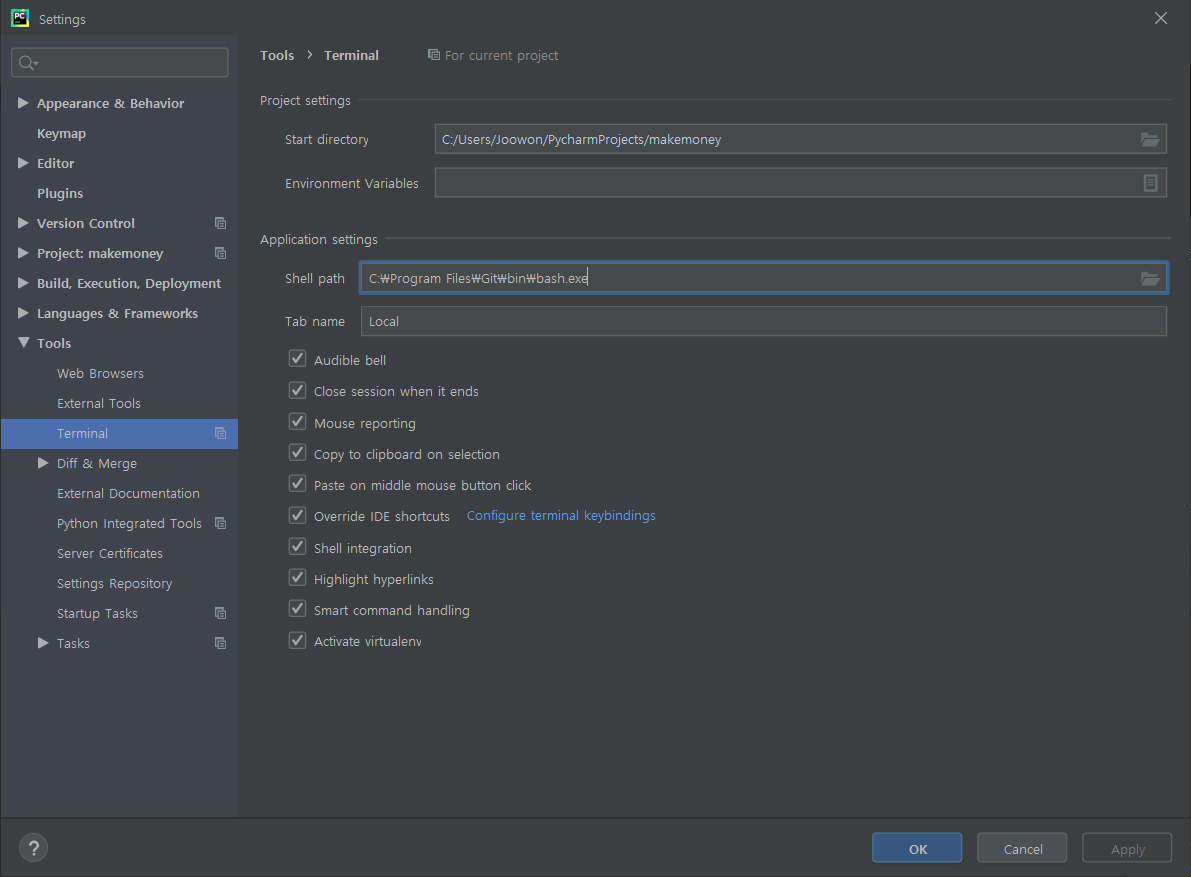 Settings
Tools › Terminal For current project
Appearance & Behavior
Keymap
Editor
Plugins
Version Control
Project: makemoney
Build, Execution, Deployment
Languages & Frameworks
Tools
Web Browsers
External Tools
Terminal
Diff & Merge
External Documentation
Python Integrated Tools
Server Certificates
Settings Repository
Startup Tasks
Tasks
Project settings
Start directory C:/Users/Joowon/PycharmProjects/makemoney
Environment Variables
Application settings
Shell path C:₩Program Files₩Git₩bin₩bash.exe
Tab name Local
Audible bell
Close session when it ends
Mouse reporting
Copy to clipboard on selection
Paste on middle mouse button click
Override IDE shortcuts Configure terminal keybindings
Shell integration
Highlight hyperlinks
Smart command handling
Activate virtualenv
? OK Cancel Apply